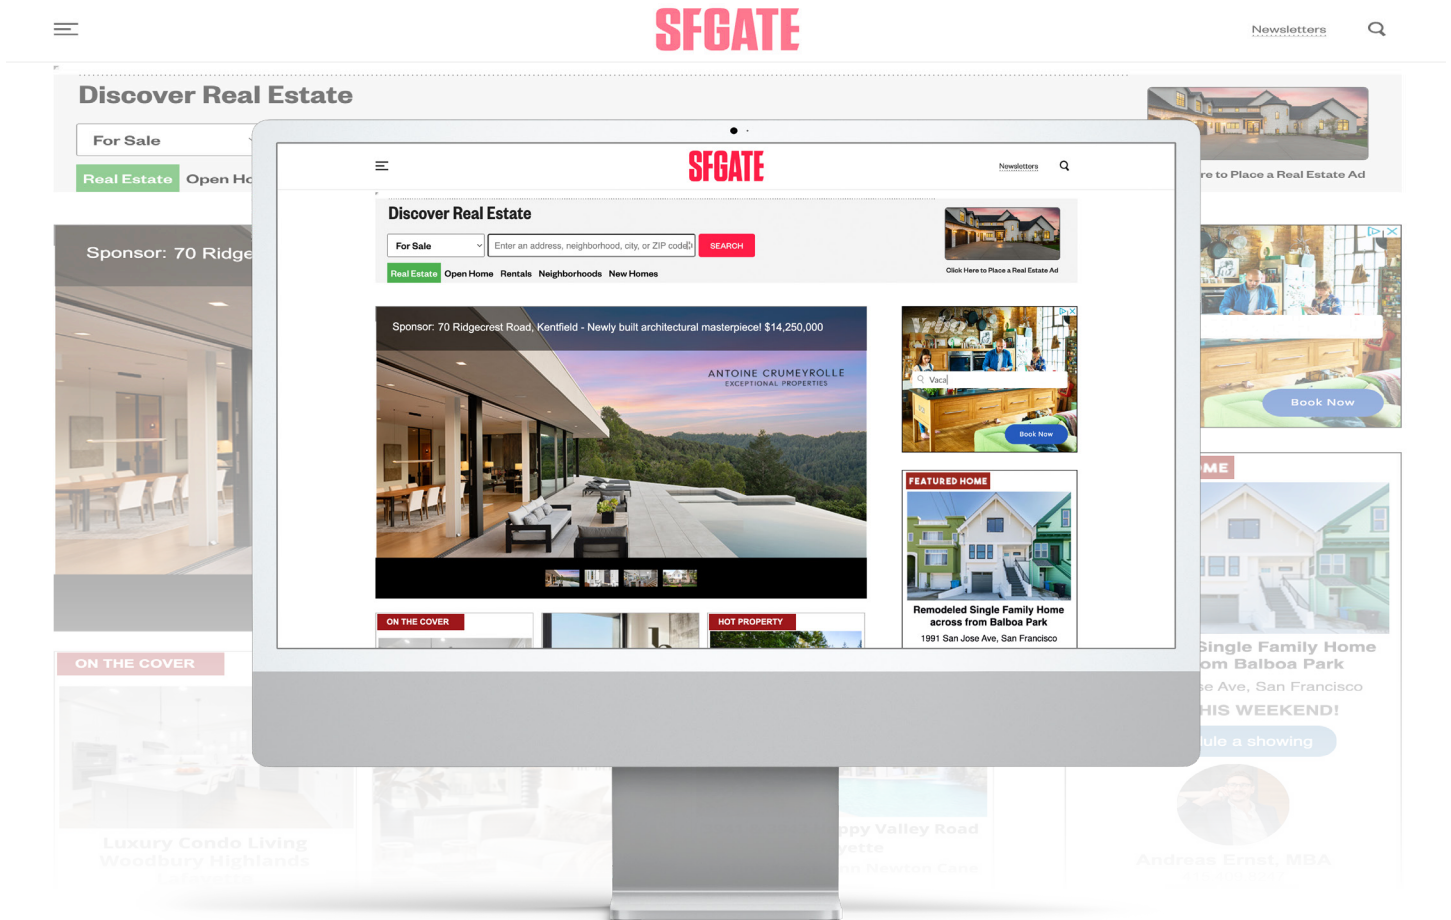 SFGATE
Newsletters
Discover Real Estate
For Sale
Real Estate Open Ho
re to Place a Real Estate Ad
Sponsor: 70 Ridge
SFGATE
Newsletters
Discover Real Estate
For Sale
Enter an address, neighborhood, city, or ZIP code
SEARCH
Real Estate Open Home Rentals Neighborhoods New Homes
Click Here to Place a Real Estate Ad
Sponsor: 70 Ridgecrest Road, Kentfield - Newly built architectural masterpiece! $14,250,000
ANTOINE CRUMEYROLLE
EXCEPTIONAL PROPERTIES
Vrbo
Vaca
Book Now
FEATURED HOME
Remodeled Single Family Home
across from Balboa Park
1991 San Jose Ave, San Francisco
ON THE COVER
HOT PROPERTY
Book Now
ME
Single Family Home
om Balboa Park
se Ave, San Francisco
HIS WEEKEND!
ule a showing
Andreas Ernst, MBA
ON THE COVER
Luxury Condo Living
Woodbury Highlands
Lafayette
ppy Valley Road
yette
on Newton Cane